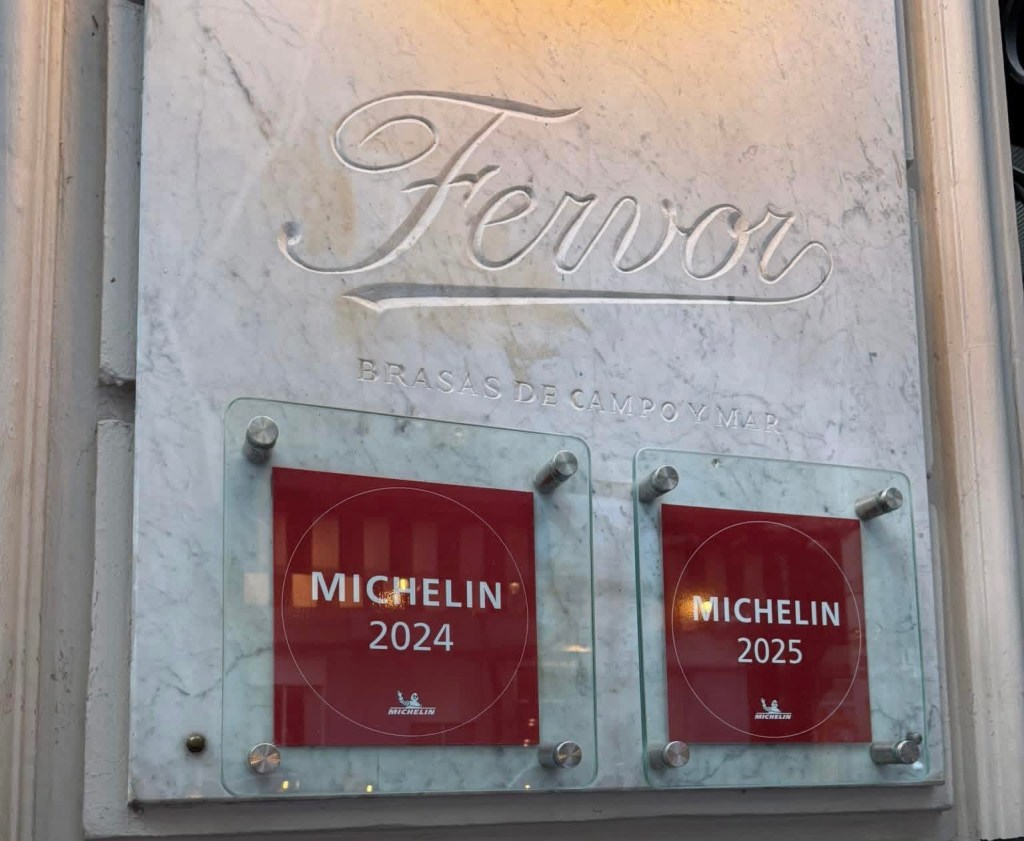 Fervor
BRASAS DE CAMPO Y MAR
MICHELIN
2024
MICHELIN
MICHELIN
2025
MICHELIN